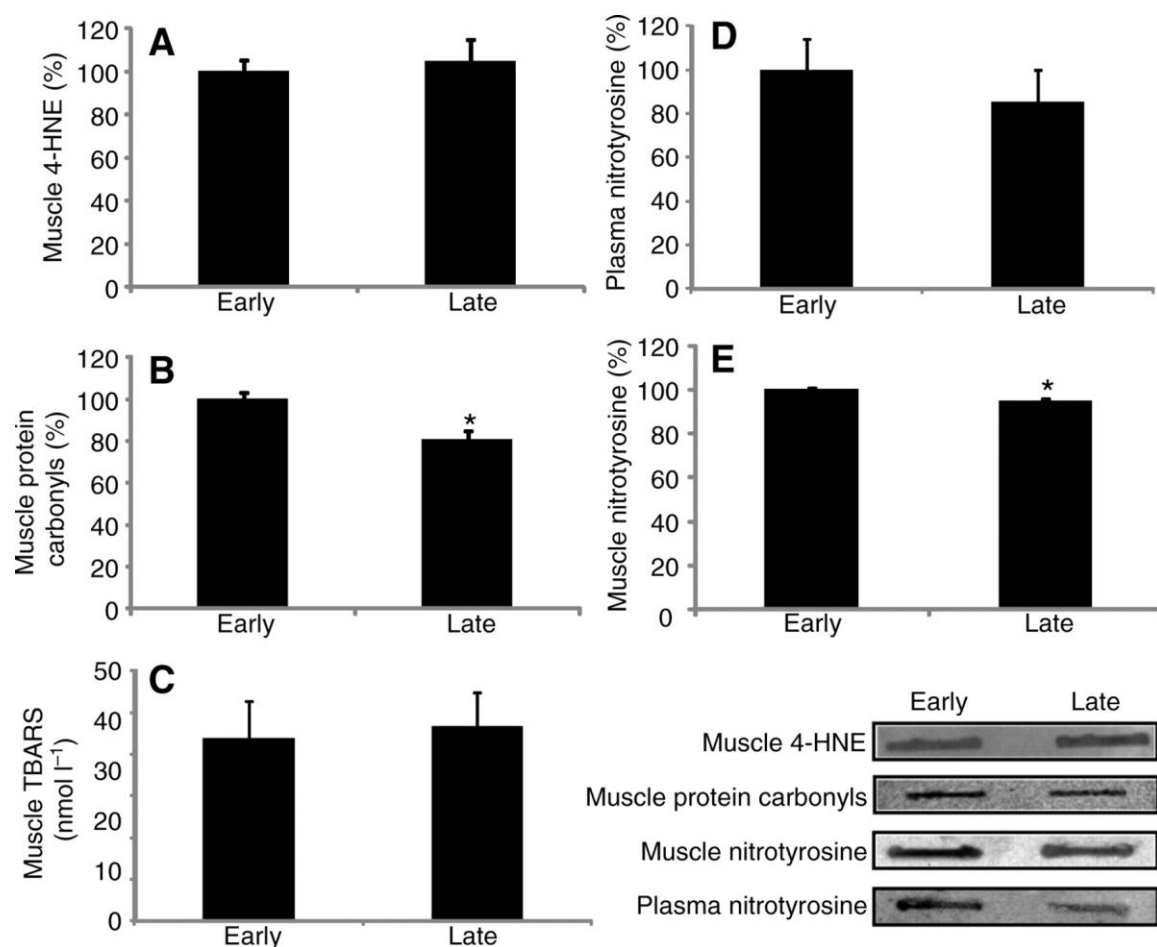 A
Muscle 4-HNE (%)
120
100
80
60
40
20
0
Early Late
B
Muscle protein
carbonyls (%)
120
100
80
60
40
20
0
*
Early Late
C
Muscle TBARS
(nmol l⁻¹)
50
40
30
20
10
0
Early Late
D
Plasma nitrotyrosine (%)
120
100
80
60
40
20
0
Early Late
E
Muscle nitrotyrosine (%)
120
100
80
60
40
20
0
*
Early Late
Early Late
Muscle 4-HNE
Muscle protein carbonyls
Muscle nitrotyrosine
Plasma nitrotyrosine